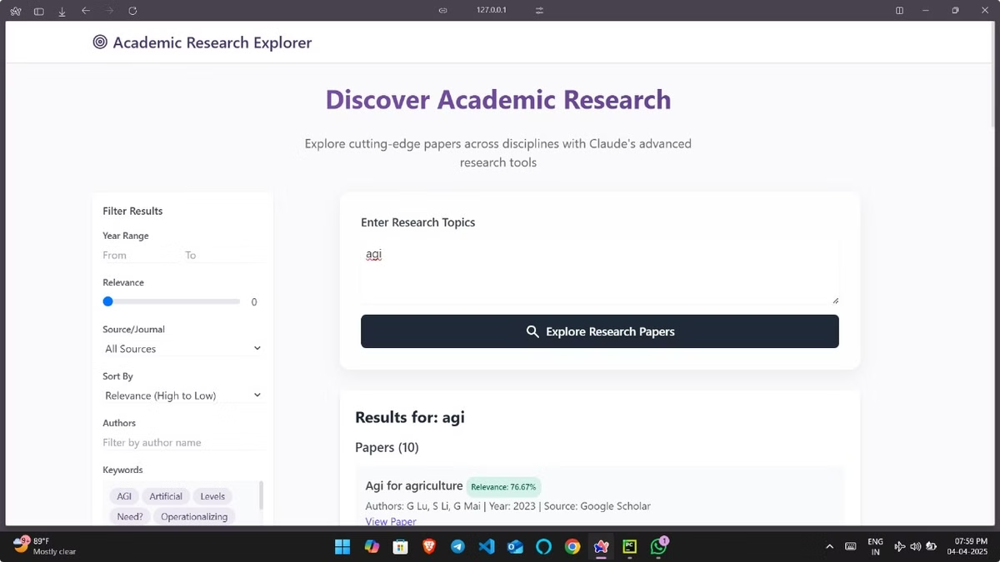 127.0.0.1
Academic Research Explorer
Discover Academic Research
Explore cutting-edge papers across disciplines with Claude's advanced
research tools
Filter Results
Year Range
From To
Relevance
0
Source/Journal
All Sources
Sort By
Relevance (High to Low)
Authors
Filter by author name
Keywords
AGI Artificial Levels
Need? Operationalizing
Enter Research Topics
agi
Explore Research Papers
Results for: agi
Papers (10)
Agi for agriculture Relevance: 76.67%
Authors: G Lu, S Li, G Mai | Year: 2023 | Source: Google Scholar
View Paper
89°F
Mostly clear
PC
1
ENG
IN
07:59 PM
04-04-2025